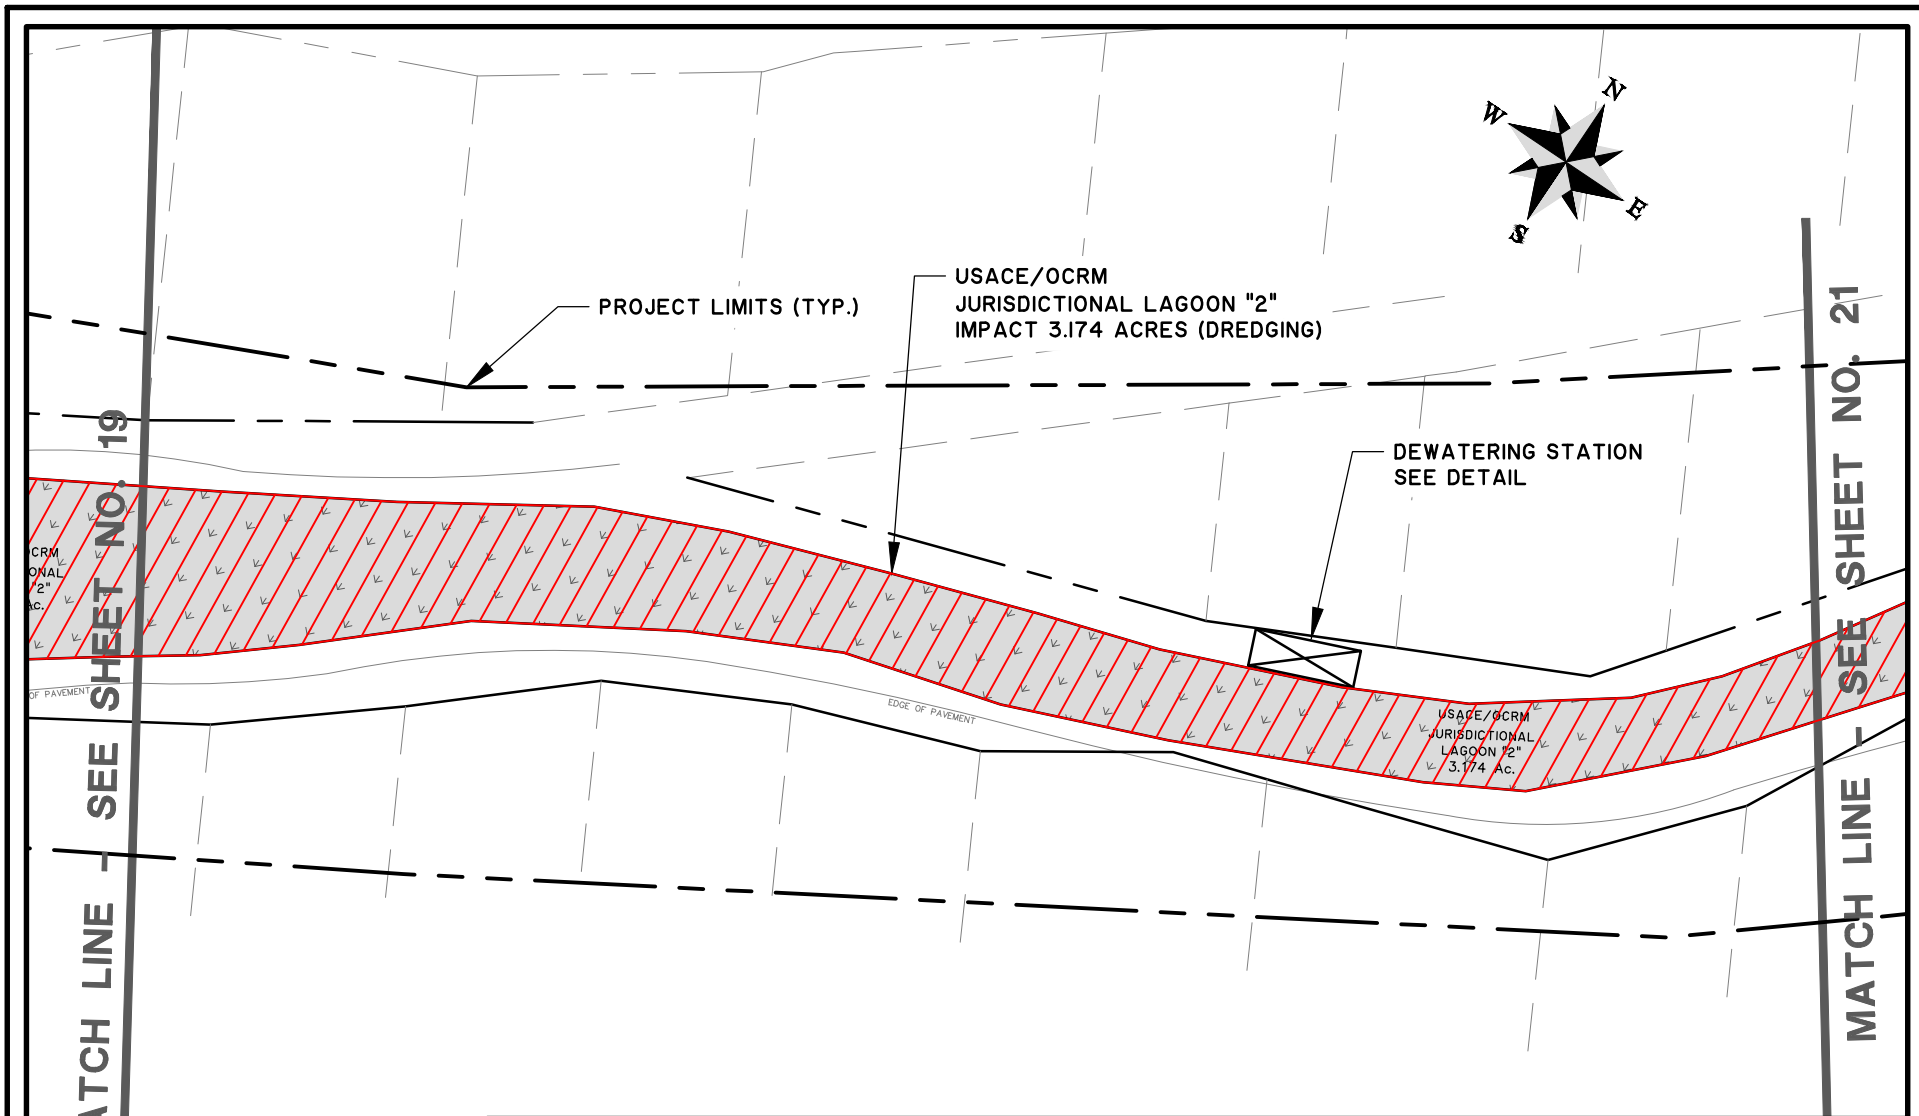 N
W
E
S
PROJECT LIMITS (TYP.)
USACE/OCRM
JURISDICTIONAL LAGOON "2"
IMPACT 3.174 ACRES (DREDGING)
DEWATERING STATION
SEE DETAIL
ATCH LINE - SEE SHEET NO. 19
MATCH LINE - SEE SHEET NO. 21
OCRM
ONAL
"2"
Ac.
OF PAVEMENT
EDGE OF PAVEMENT
USACE/OCRM
JURISDICTIONAL
LAGOON "2"
3.174 Ac.